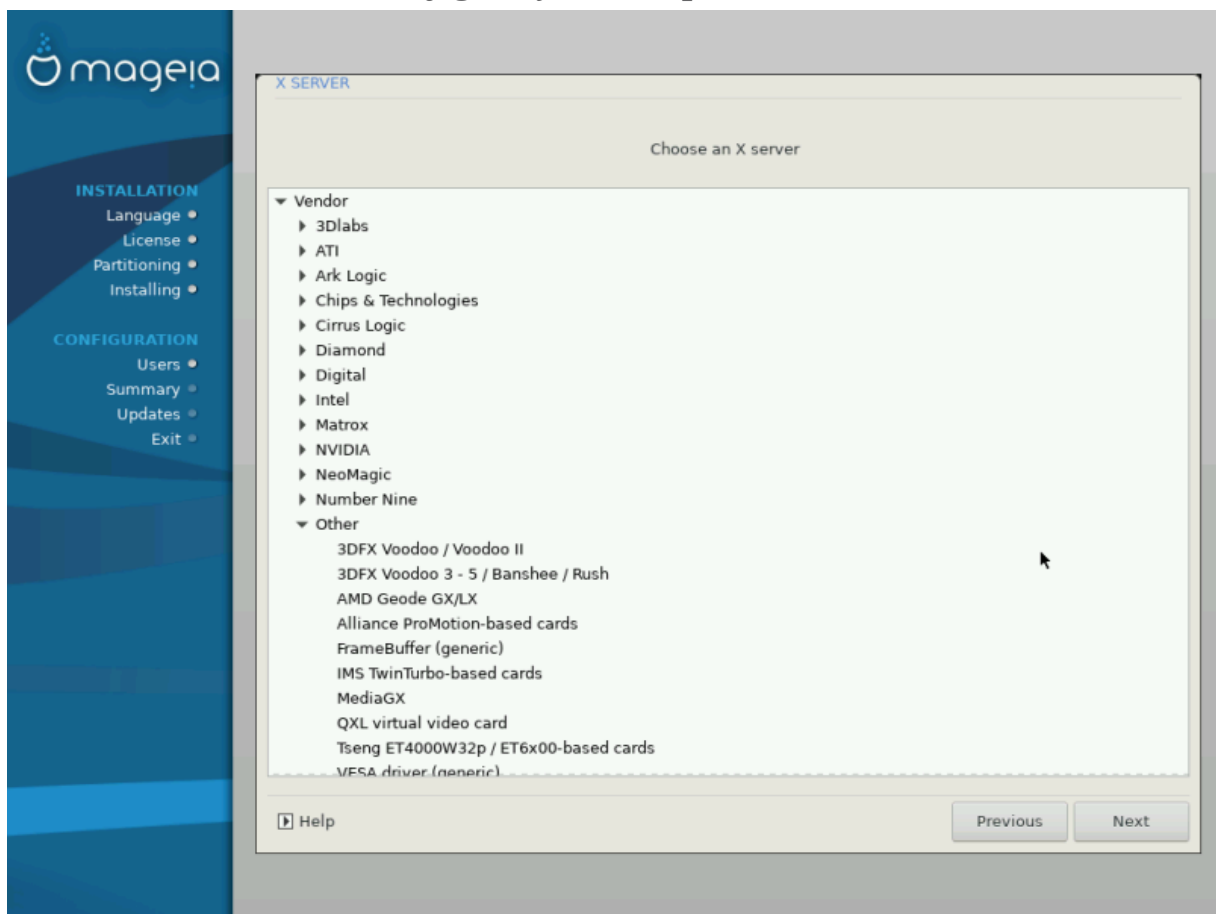 mageia
INSTALLATION
Language
License
Partitioning
Installing
CONFIGURATION
Users
Summary
Updates
Exit
X SERVER
Choose an X server
Vendor
3Dlabs
ATI
Ark Logic
Chips & Technologies
Cirrus Logic
Diamond
Digital
Intel
Matrox
NVIDIA
NeoMagic
Number Nine
Other
3DFX Voodoo / Voodoo II
3DFX Voodoo 3 - 5 / Banshee / Rush
AMD Geode GX/LX
Alliance ProMotion-based cards
FrameBuffer (generic)
IMS TwinTurbo-based cards
MediaGX
QXL virtual video card
Tseng ET4000W32p / ET6x00-based cards
VESA driver (generic)
Help
Previous
Next